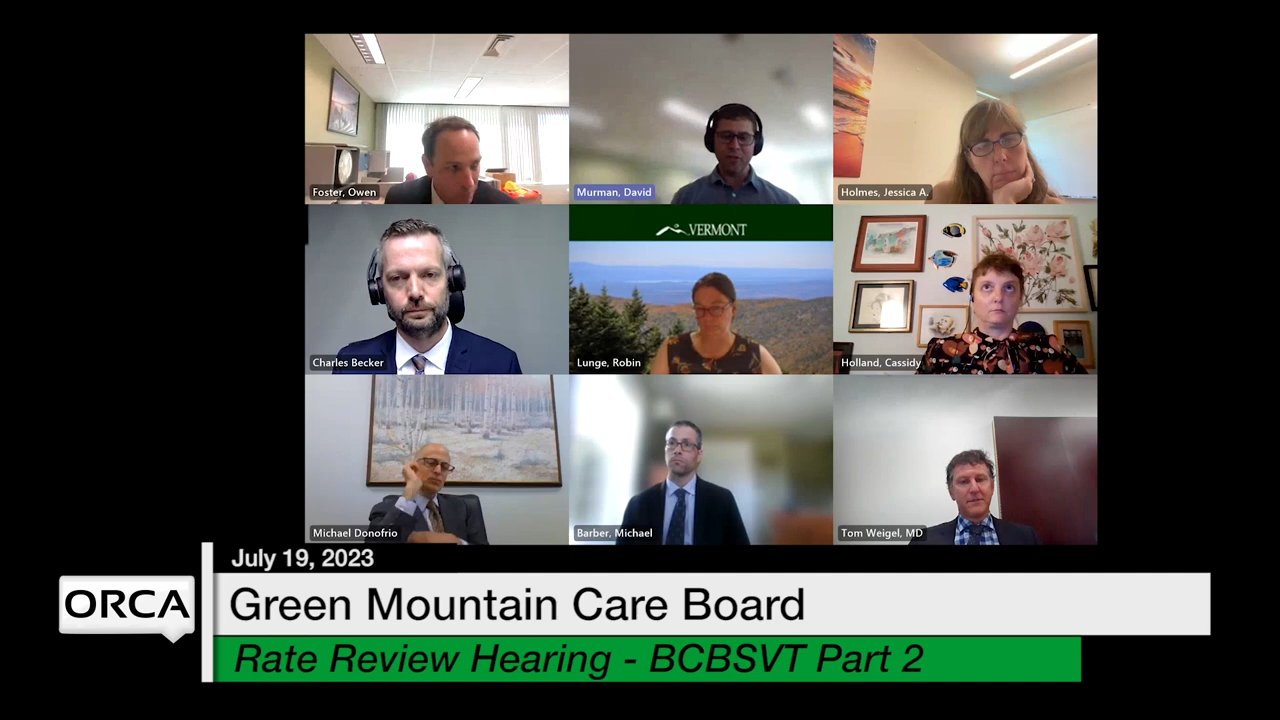 Foster, Owen
Murman, David
Holmes, Jessica A.
Charles Becker
VERMONT
Lunge, Robin
Holland, Cassidy
Michael Donofrio
Barber, Michael
Tom Weigel, MD
July 19, 2023
ORCA
Green Mountain Care Board
Rate Review Hearing - BCBSVT Part 2